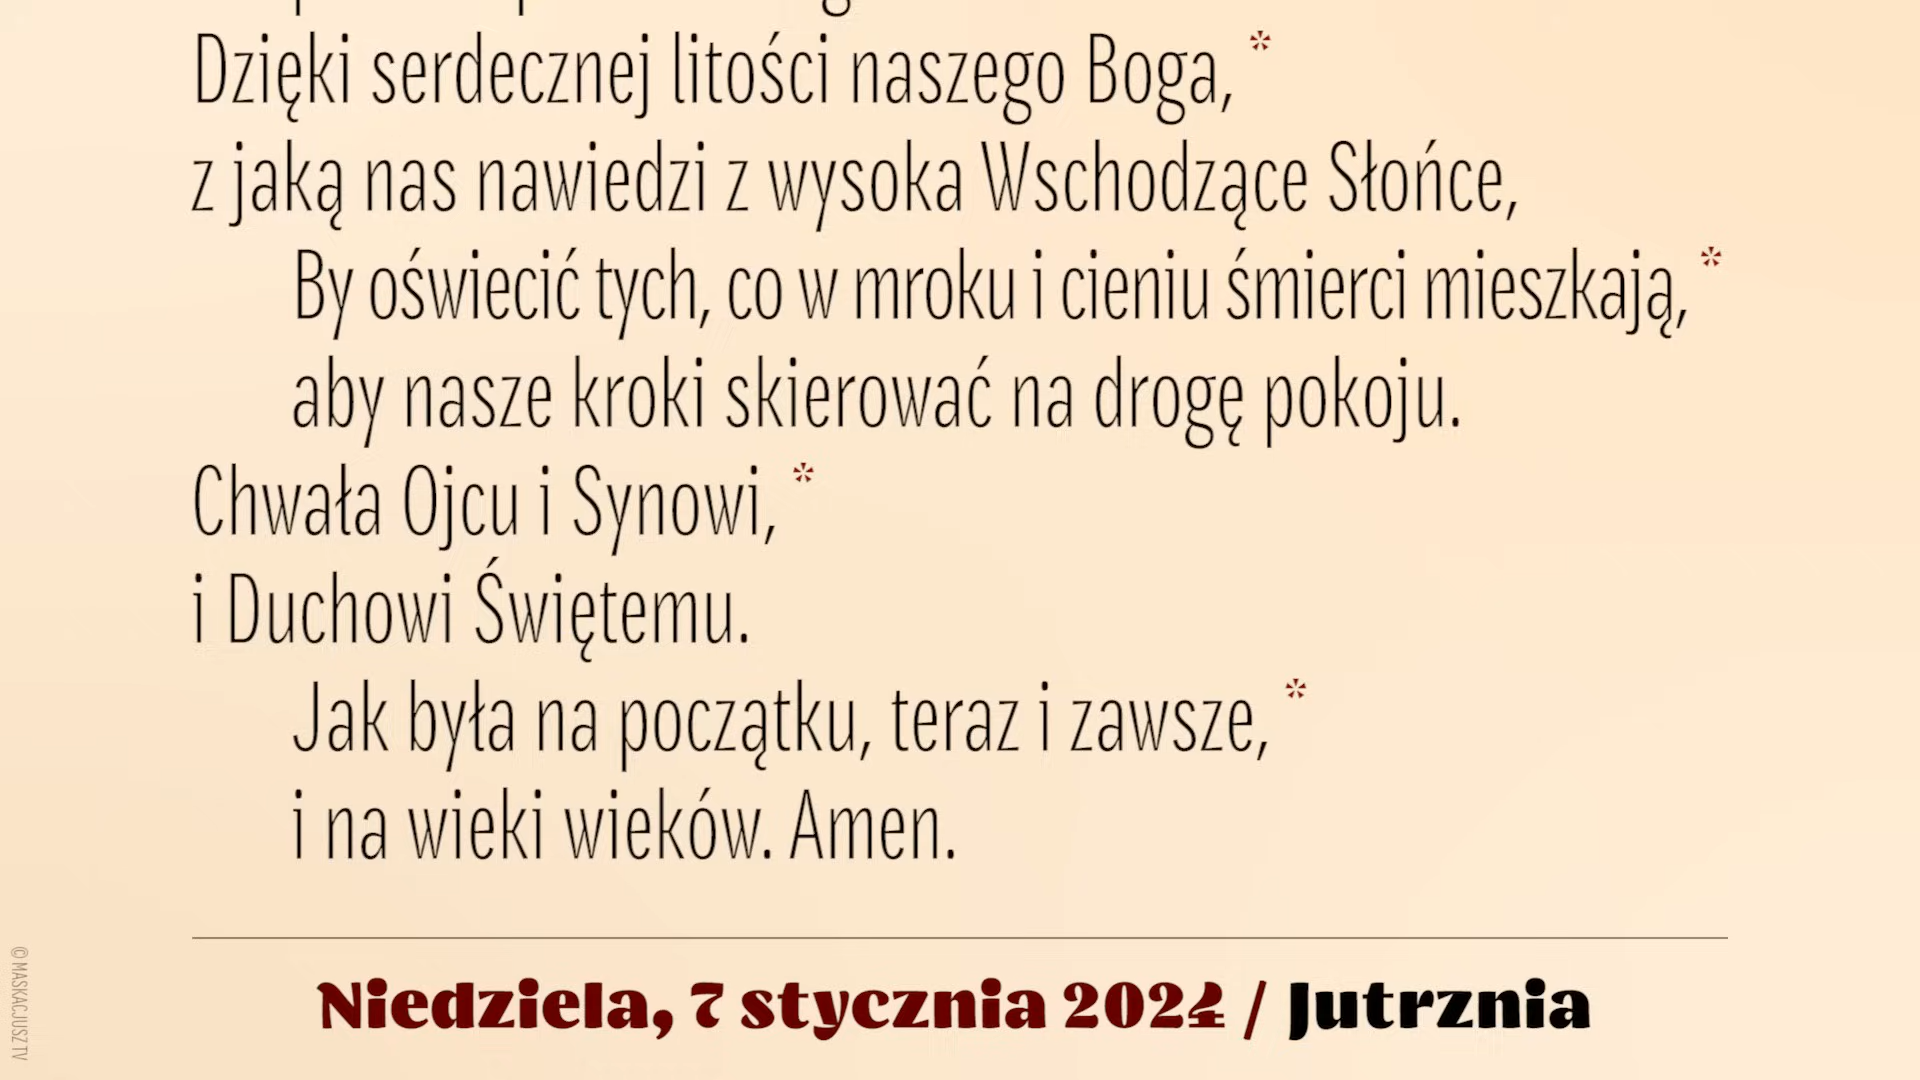 Dzięki serdecznej litości naszego Boga, *
z jaką nas nawiedzi z wysoka Wschodzące Słońce,
By oświecić tych, co w mroku i cieniu śmierci mieszkają, *
aby nasze kroki skierować na drogę pokoju.
Chwała Ojcu i Synowi, *
i Duchowi Świętemu.
Jak była na początku, teraz i zawsze, *
i na wieki wieków. Amen.
Niedziela, 7 stycznia 2024 / Jutrznia
© MASKACJUSZ TV